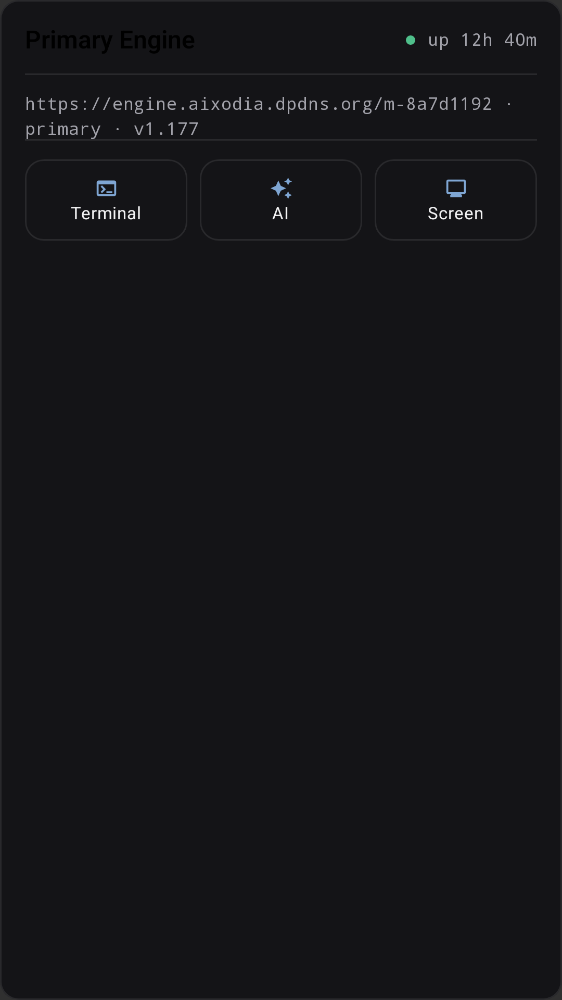 Primary Engine
up 12h 40m
https://engine.aixodia.dpdns.org/m-8a7d1192 ·
primary · v1.177
Terminal
AI
Screen